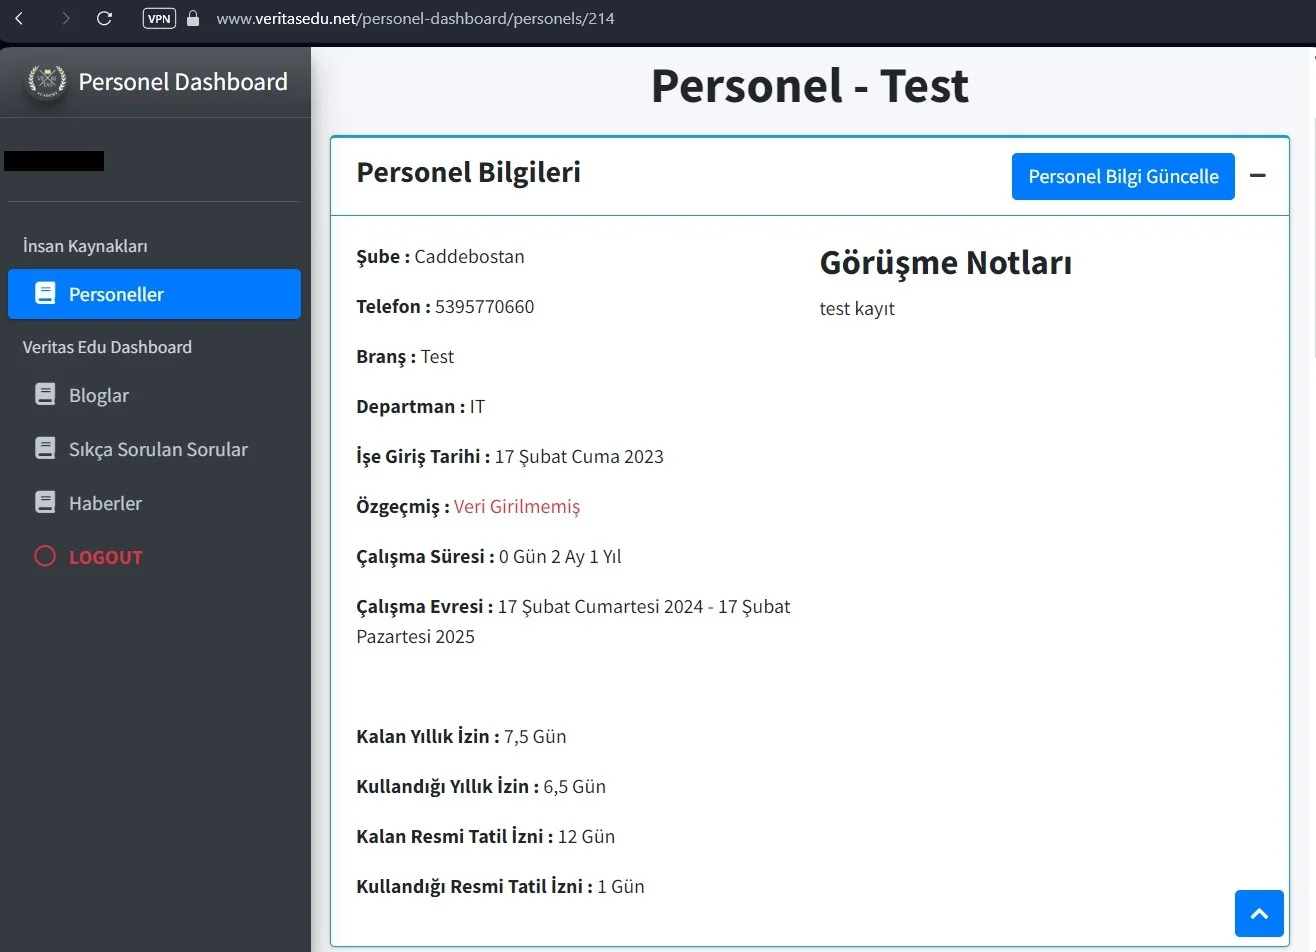 VPN
www.veritasedu.net/personel-dashboard/personels/214
Personel Dashboard
İnsan Kaynakları
Personeller
Veritas Edu Dashboard
Bloglar
Sıkça Sorulan Sorular
Haberler
LOGOUT
Personel - Test
Personel Bilgileri
Personel Bilgi Güncelle
Şube : Caddebostan
Telefon : 5395770660
Branş : Test
Departman : IT
İşe Giriş Tarihi : 17 Şubat Cuma 2023
Özgeçmiş : Veri Girilmemiş
Çalışma Süresi : 0 Gün 2 Ay 1 Yıl
Çalışma Evresi : 17 Şubat Cumartesi 2024 - 17 Şubat
Pazartesi 2025
Kalan Yıllık İzin : 7,5 Gün
Kullandığı Yıllık İzin : 6,5 Gün
Kalan Resmi Tatil İzni : 12 Gün
Kullandığı Resmi Tatil İzni : 1 Gün
Görüşme Notları
test kayıt